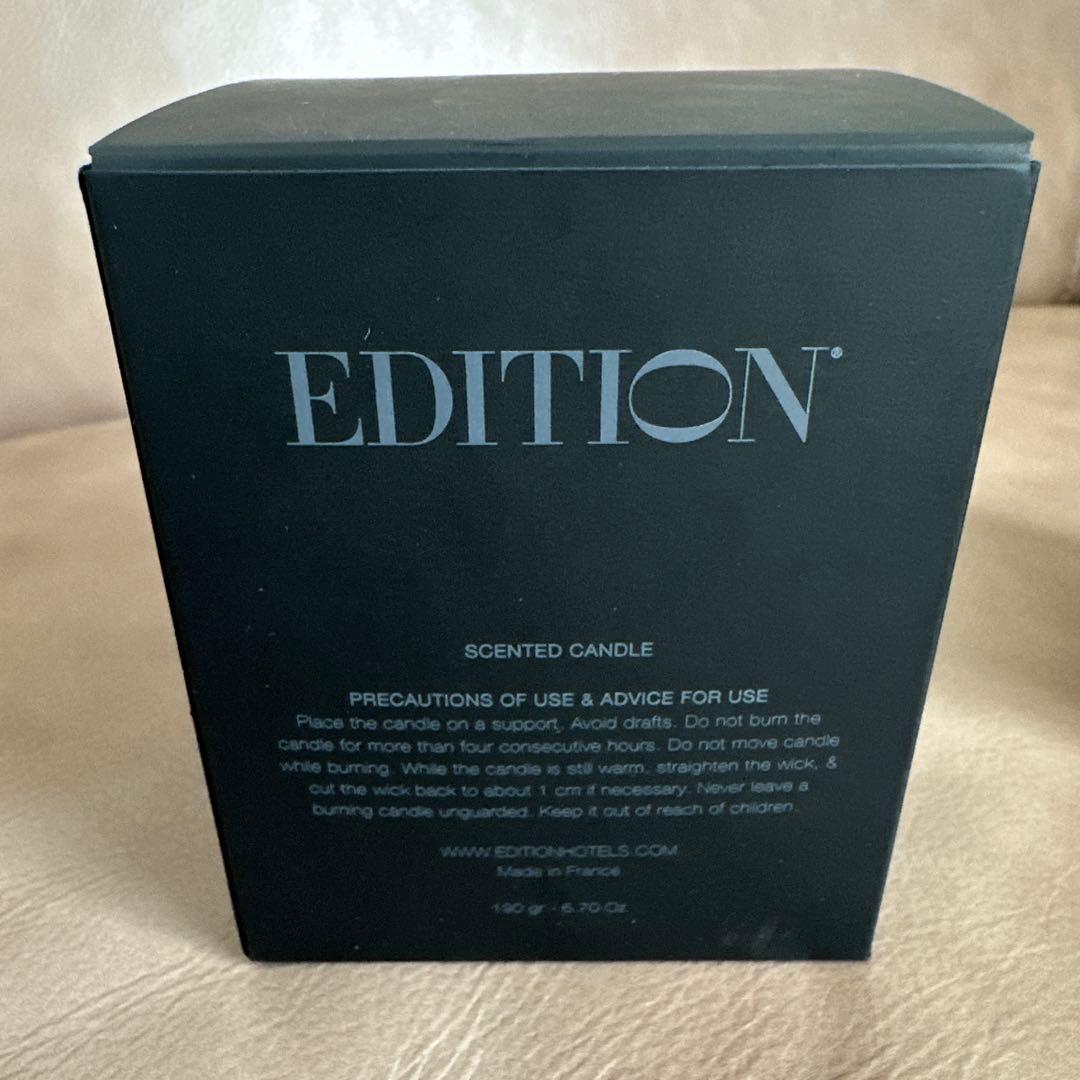 EDITION®
SCENTED CANDLE
PRECAUTIONS OF USE & ADVICE FOR USE
Place the candle on a support. Avoid drafts. Do not burn the
candle for more than four consecutive hours. Do not move candle
while burning. While the candle is still warm, straighten the wick, &
cut the wick back to about 1 cm if necessary. Never leave a
burning candle unguarded. Keep it out of reach of children.
WWW.EDITIONHOTELS.COM
Made in France
190 gr - 6.70 Oz.